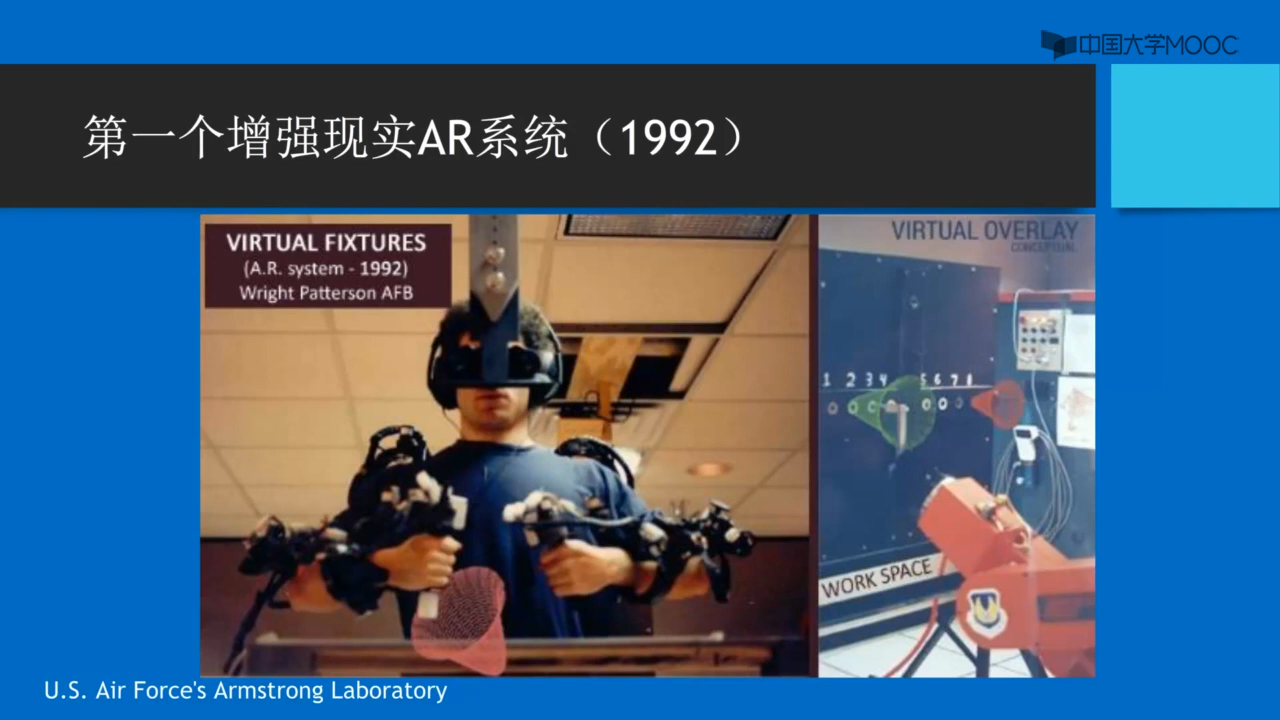 中国大学MOOC
第一个增强现实AR系统（1992）
VIRTUAL FIXTURES
(A.R. system - 1992)
Wright Patterson AFB
VIRTUAL OVERLAY
CONCEPTUAL
1 2 3 4 5 6 7 8
WORK SPACE
U.S. Air Force's Armstrong Laboratory